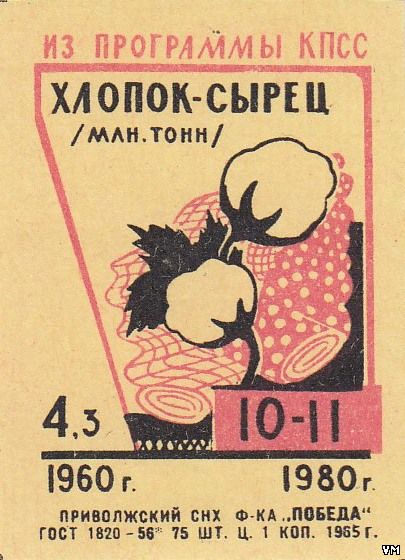 ИЗ ПРОГРАММЫ КПСС
ХЛОПОК-СЫРЕЦ
/МЛН. ТОНН/
4,3 10-11
1960 г. 1980 г.
ПРИВОЛЖСКИЙ СНХ Ф-КА „ПОБЕДА"
ГОСТ 1820-56* 75 ШТ. Ц. 1 КОП. 1965 г.
VM